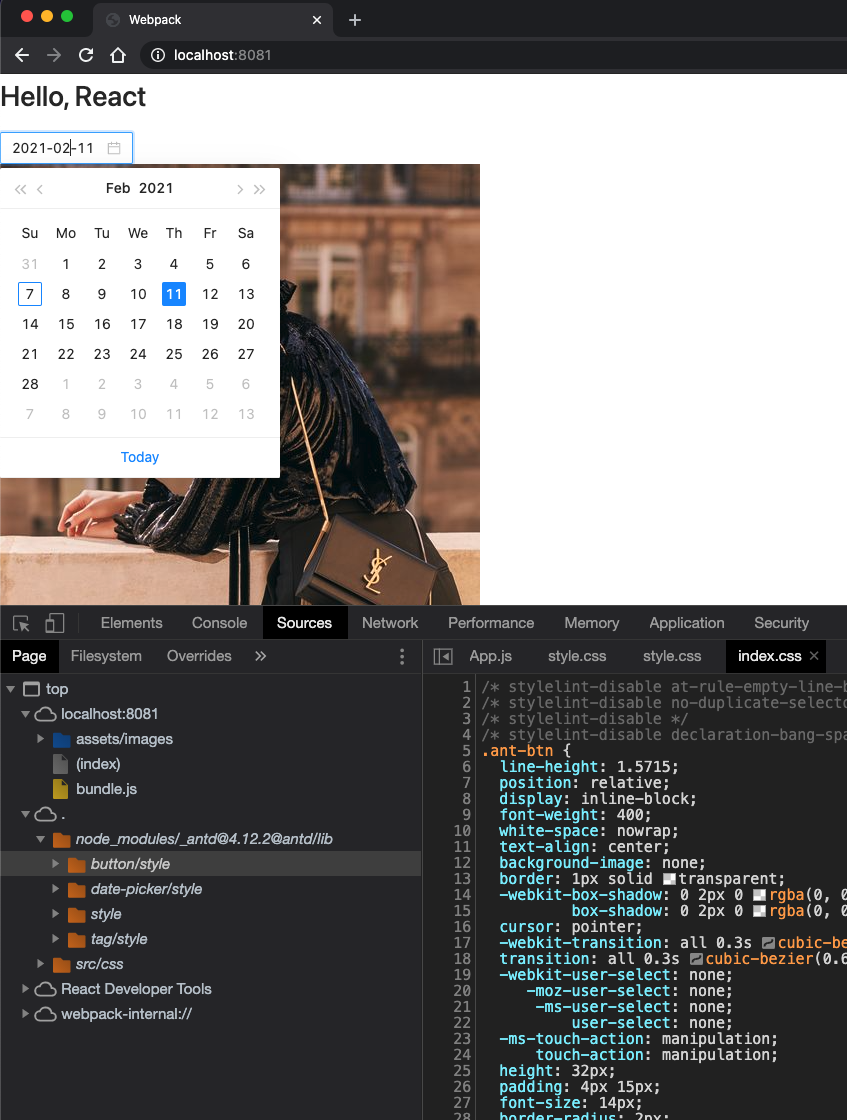 Webpack
localhost:8081
Hello, React
2021-02-11
Feb 2021
Su Mo Tu We Th Fr Sa
31 1 2 3 4 5 6
7 8 9 10 11 12 13
14 15 16 17 18 19 20
21 22 23 24 25 26 27
28 1 2 3 4 5 6
7 8 9 10 11 12 13
Today
YSL
Elements Console Sources Network Performance Memory Application Security
Page Filesystem Overrides
top
localhost:8081
assets/images
(index)
bundle.js
.
node_modules/_antd@4.12.2@antd/lib
button/style
date-picker/style
style
tag/style
src/css
React Developer Tools
webpack-internal://
App.js style.css style.css index.css
1 /* stylelint-disable at-rule-empty-line-b
2 /* stylelint-disable no-duplicate-selecto
3 /* stylelint-disable */
4 /* stylelint-disable declaration-bang-spa
5 .ant-btn {
6 line-height: 1.5715;
7 position: relative;
8 display: inline-block;
9 font-weight: 400;
10 white-space: nowrap;
11 text-align: center;
12 background-image: none;
13 border: 1px solid transparent;
14 -webkit-box-shadow: 0 2px 0 rgba(0, 0
15 box-shadow: 0 2px 0 rgba(0, 0
16 cursor: pointer;
17 -webkit-transition: all 0.3s cubic-be
18 transition: all 0.3s cubic-bezier(0.6
19 -webkit-user-select: none;
20 -moz-user-select: none;
21 -ms-user-select: none;
22 user-select: none;
23 -ms-touch-action: manipulation;
24 touch-action: manipulation;
25 height: 32px;
26 padding: 4px 15px;
27 font-size: 14px;
28 border-radius: 2px;